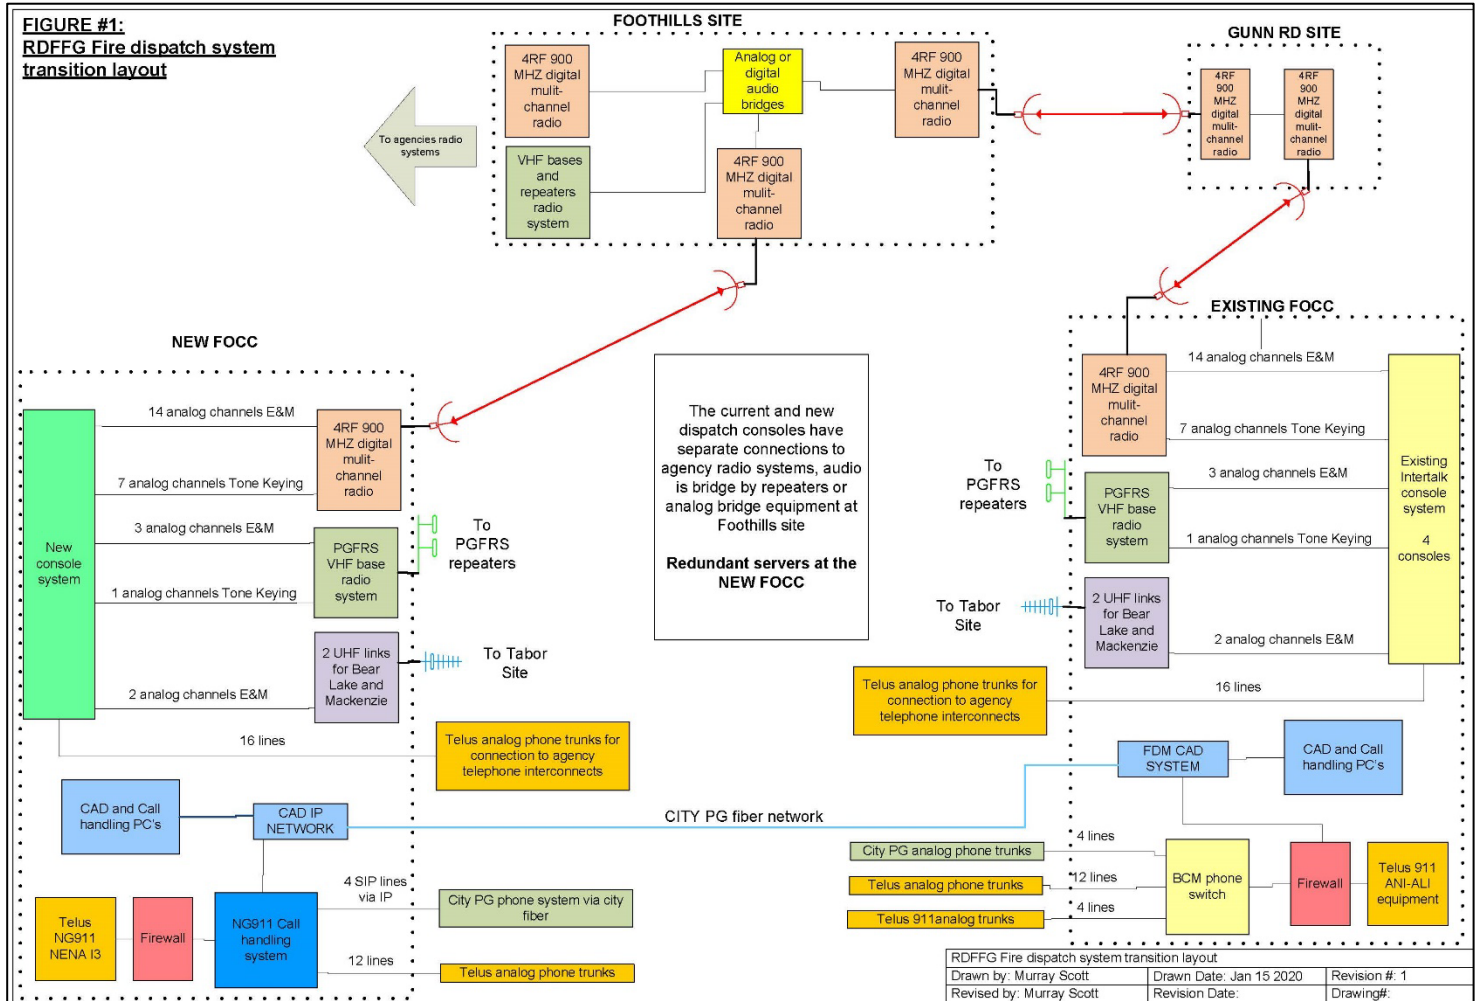 FIGURE #1:
RDFFG Fire dispatch system
transition layout
FOOTHILLS SITE
GUNN RD SITE
4RF 900
MHZ digital
mulit-
channel
radio
Analog or
digital
audio
bridges
4RF 900
MHZ digital
mulit-
channel
radio
4RF
900
MHZ
digital
mulit-
channel
radio
4RF
900
MHZ
digital
mulit-
channel
radio
To agencies radio
systems
VHF bases
and
repeaters
radio
system
4RF 900
MHZ digital
mulit-
channel
radio
NEW FOCC
EXISTING FOCC
14 analog channels E&M
4RF 900
MHZ digital
mulit-
channel
radio
7 analog channels Tone Keying
3 analog channels E&M
New
console
system
PGFRS
VHF base
radio
system
To
PGFRS
repeaters
1 analog channels Tone Keying
2 UHF links
for Bear
Lake and
Mackenzie
To Tabor
Site
2 analog channels E&M
16 lines
Telus analog phone trunks for
connection to agency
telephone interconnects
The current and new
dispatch consoles have
separate connections to
agency radio systems, audio
is bridge by repeaters or
analog bridge equipment at
Foothills site
Redundant servers at the
NEW FOCC
14 analog channels E&M
4RF 900
MHZ digital
mulit-
channel
radio
7 analog channels Tone Keying
To
PGFRS
repeaters
3 analog channels E&M
PGFRS
VHF base
radio
system
Existing
Intertalk
console
system
4
consoles
1 analog channels Tone Keying
To Tabor
Site
2 UHF links
for Bear
Lake and
Mackenzie
2 analog channels E&M
16 lines
Telus analog phone trunks for
connection to agency
telephone interconnects
CAD and Call
handling PC's
CAD IP
NETWORK
CITY PG fiber network
FDM CAD
SYSTEM
CAD and Call
handling PC's
4 SIP lines
via IP
City PG phone system via city
fiber
Telus
NG911
NENA I3
Firewall
NG911 Call
handling
system
12 lines
Telus analog phone trunks
4 lines
City PG analog phone trunks
12 lines
Telus analog phone trunks
4 lines
Telus 911analog trunks
BCM phone
switch
Firewall
Telus 911
ANI-ALI
equipment
RDFFG Fire dispatch system transition layout
Drawn by: Murray Scott
Drawn Date: Jan 15 2020
Revision #: 1
Revised by: Murray Scott
Revision Date:
Drawing#: